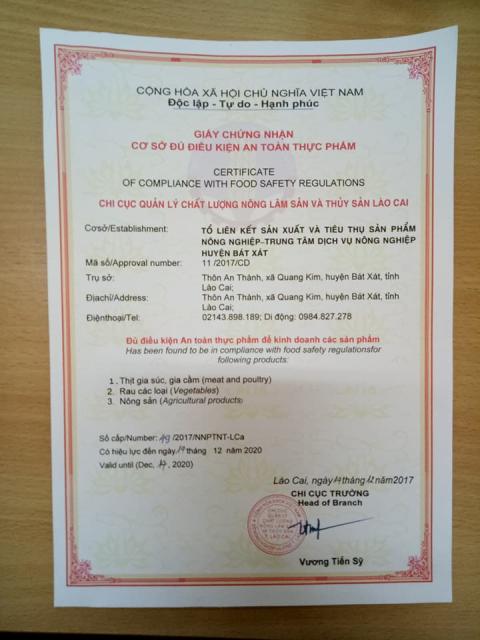 CỘNG HÒA XÃ HỘI CHỦ NGHĨA VIỆT NAM
Độc lập - Tự do - Hạnh phúc
GIẤY CHỨNG NHẬN
CƠ SỞ ĐỦ ĐIỀU KIỆN AN TOÀN THỰC PHẨM
CERTIFICATE
OF COMPLIANCE WITH FOOD SAFETY REGULATIONS
CHI CỤC QUẢN LÝ CHẤT LƯỢNG NÔNG LÂM SẢN VÀ THỦY SẢN LÀO CAI
Cơsở/Establishment: TỔ LIÊN KẾT SẢN XUẤT VÀ TIÊU THỤ SẢN PHẨM
NÔNG NGHIỆP-TRUNG TÂM DỊCH VỤ NÔNG NGHIỆP
HUYỆN BÁT XÁT
Mã số/Approval number: 11 /2017/CD
Trụ sở: Thôn An Thành, xã Quang Kim, huyện Bát Xát, tỉnh
Lào Cai;
Địachỉ/Address: Thôn An Thành, xã Quang Kim, huyện Bát Xát, tỉnh
Lào Cai;
Điệnthoại/Tel: 02143.898.189; Di động: 0984.827.278
Đủ điều kiện An toàn thực phẩm để kinh doanh các sản phẩm
Has been found to be in compliance with food safety regulationsfor
following products:
1. Thịt gia súc, gia cầm (meat and poultry)
2. Rau các loại (Vegetables)
3. Nông sản (Agricultural products)
Số cấp/Number: /2017/NNPTNT-LCa
Có hiệu lực đến ngày tháng 12 năm 2020
Valid until (Dec, , 2020)
Lào Cai, ngày tháng 12 năm2017
CHI CỤC TRƯỞNG
Head of Branch
Vương Tiến Sỹ